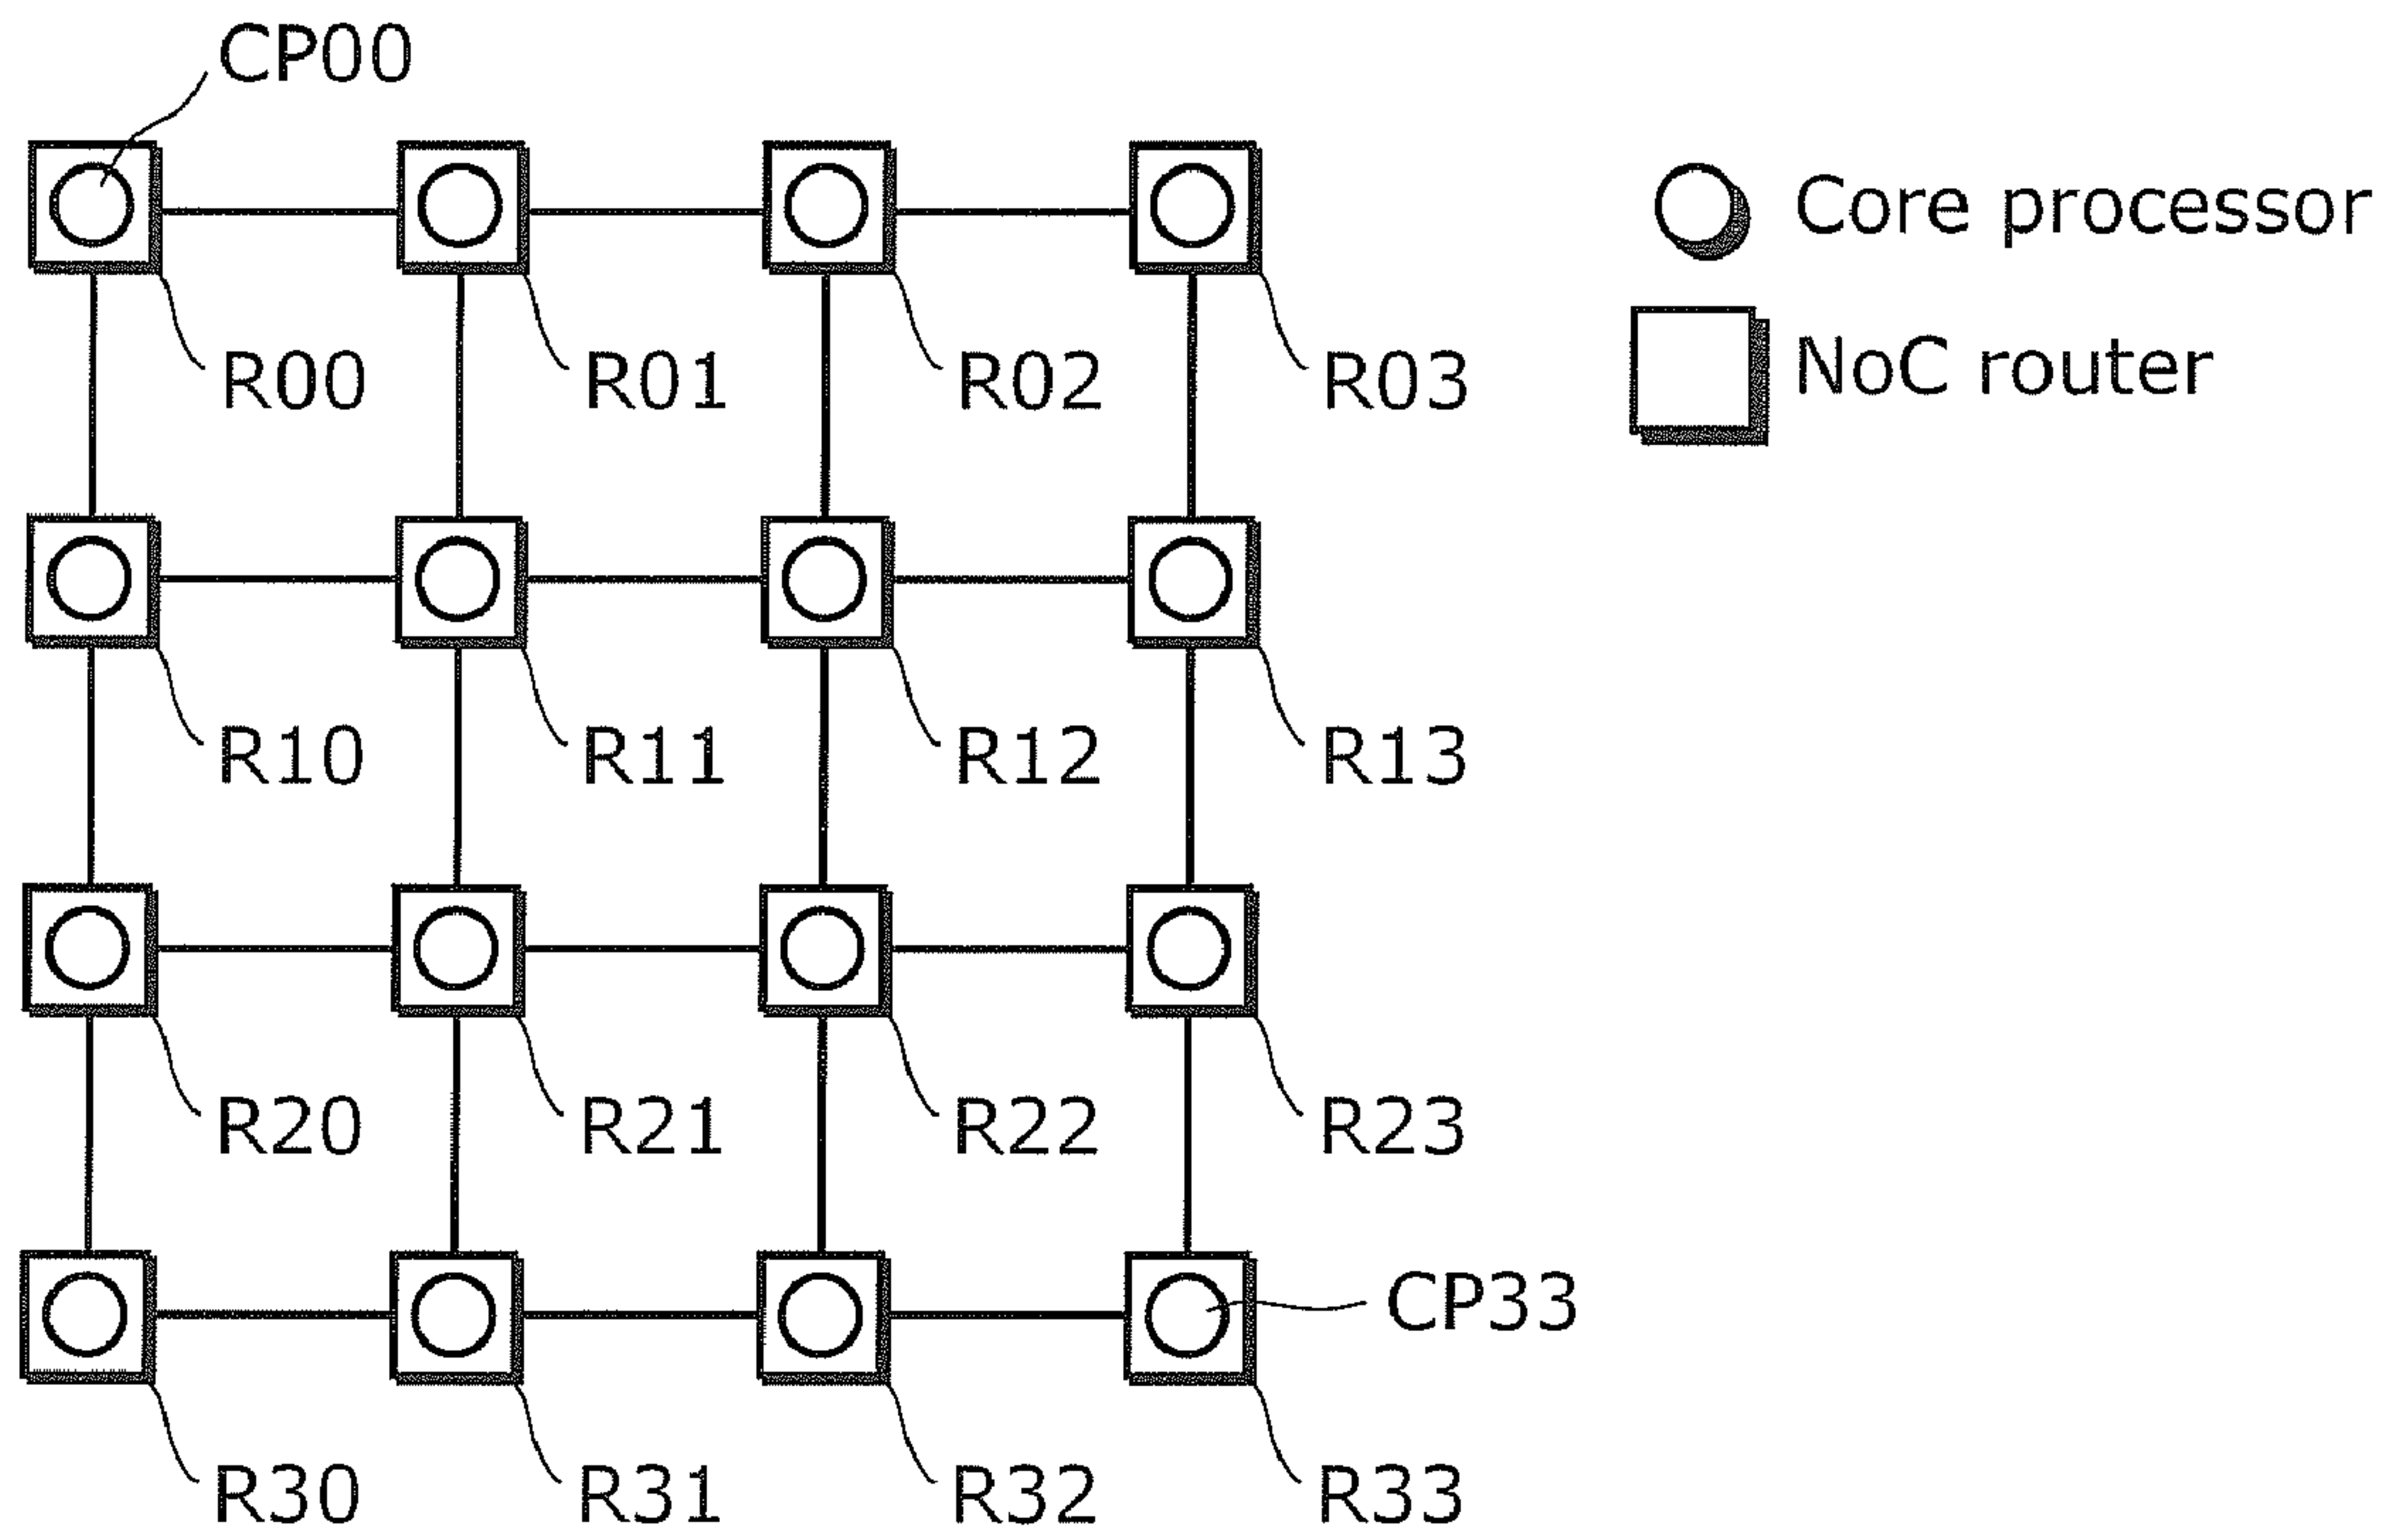 CP00
Core processor
NoC router
R00 R01 R02 R03
R10 R11 R12 R13
R20 R21 R22 R23
CP33
R30 R31 R32 R33